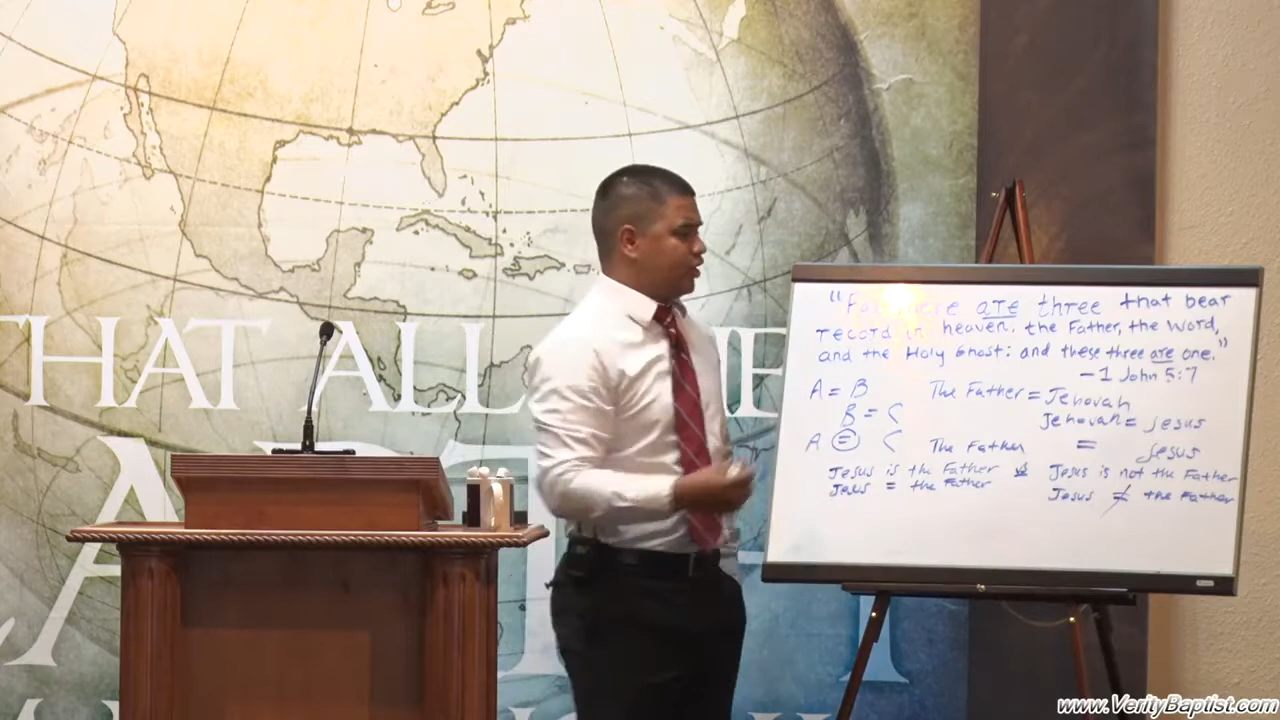 THAT ALL
"For there are three that bear
record in heaven, the Father, the Word,
and the Holy Ghost: and these three are one."
-1 John 5:7
A = B The Father = Jehovah
B = C Jehovah = jesus
A = C The Father = jesus
Jesus is the Father Jesus is not the Father
Jesus = the Father Jesus ≠ the Father
www.VerityBaptist.com